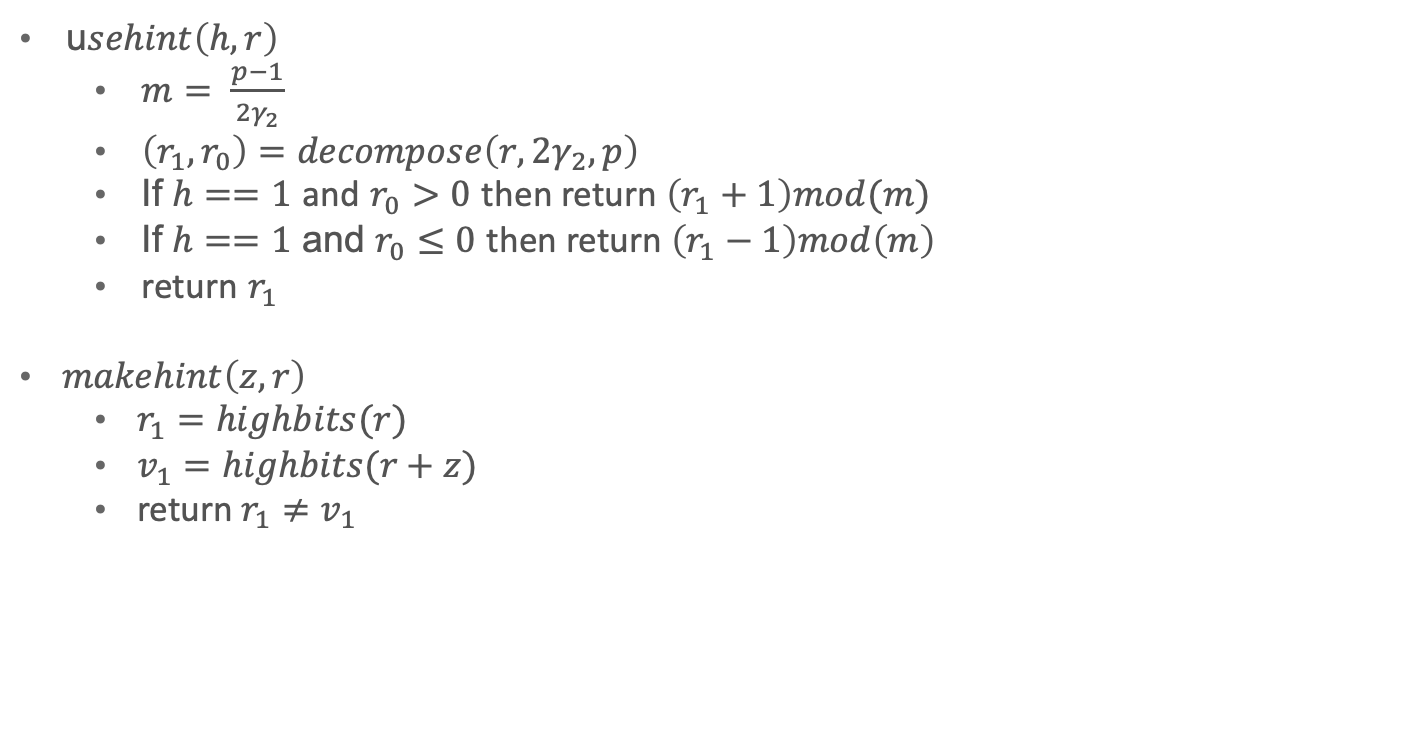 • usehint(h, r)
• m = \frac{p−1}{2γ₂}
• (r₁, r₀) = decompose(r, 2γ₂, p)
• If h == 1 and r₀ > 0 then return (r₁ + 1)mod(m)
• If h == 1 and r₀ ≤ 0 then return (r₁ − 1)mod(m)
• return r₁
• makehint(z, r)
• r₁ = highbits(r)
• v₁ = highbits(r + z)
• return r₁ ≠ v₁